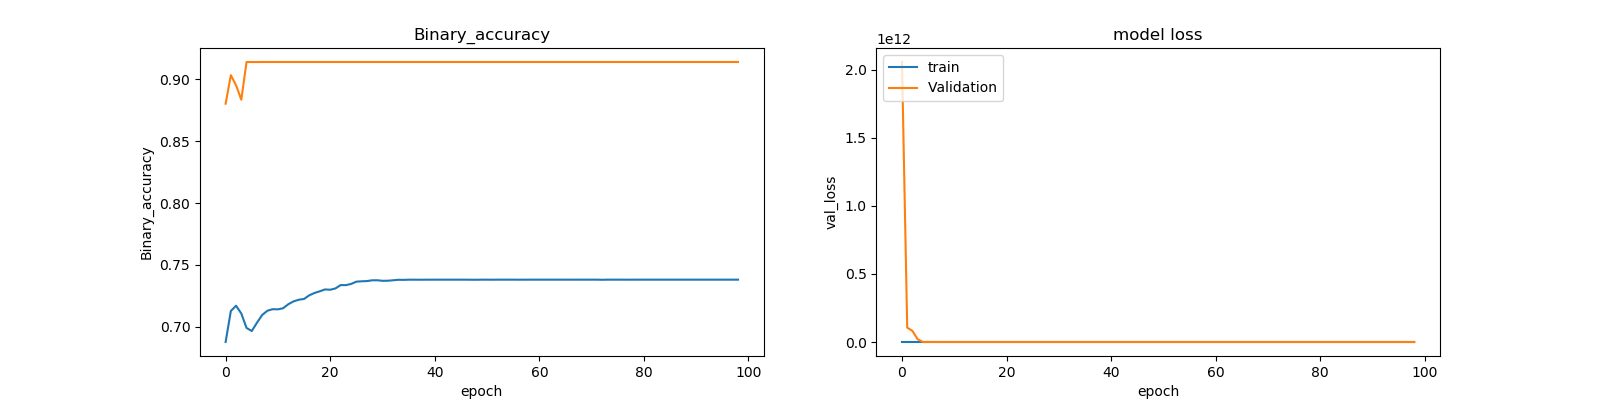 Binary_accuracy
Binary_accuracy
0.90
0.85
0.80
0.75
0.70
0 20 40 60 80 100
epoch
model loss
1e12
train
Validation
val_loss
2.0
1.5
1.0
0.5
0.0
0 20 40 60 80 100
epoch